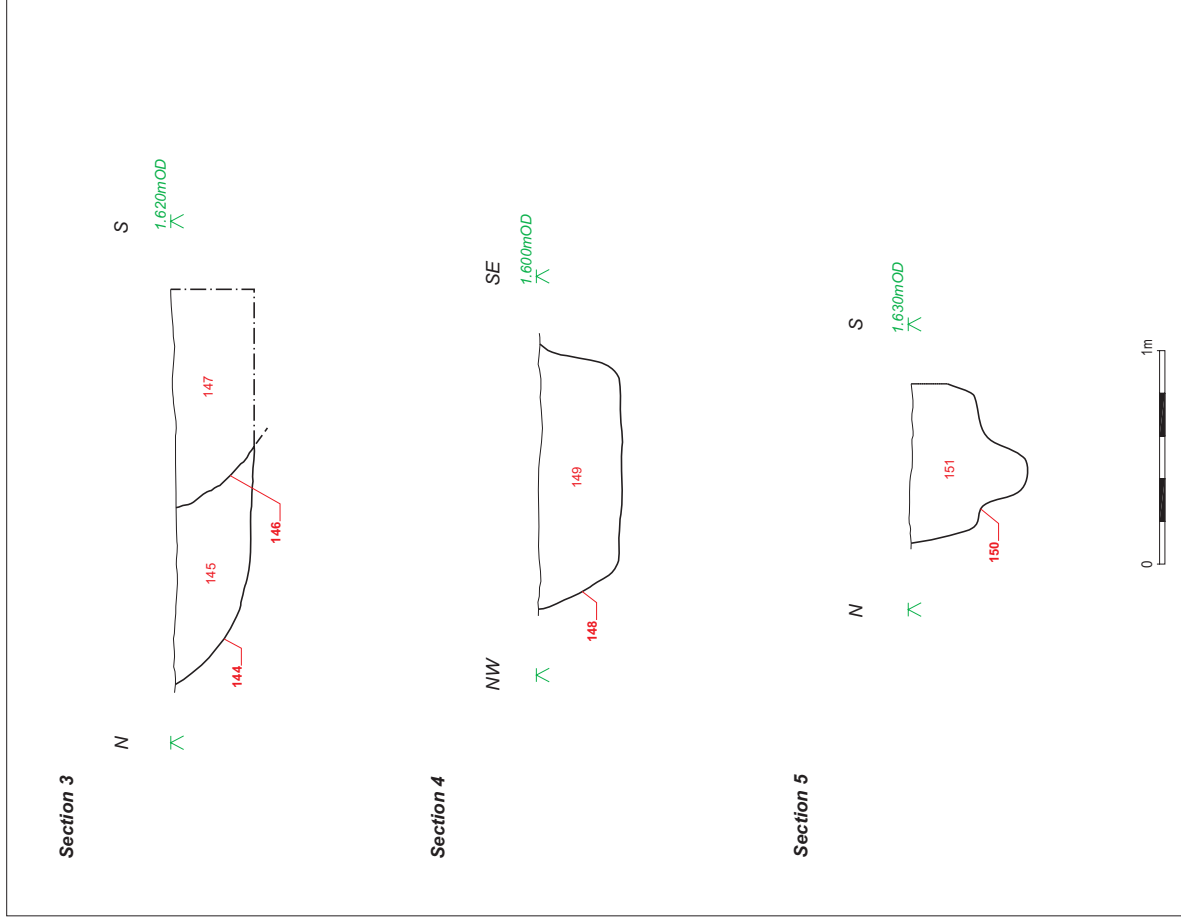 Section 3
N
S
1.620mOD
144
145
146
147
Section 4
NW
SE
1.600mOD
148
149
Section 5
N
S
1.630mOD
150
151
0
1m